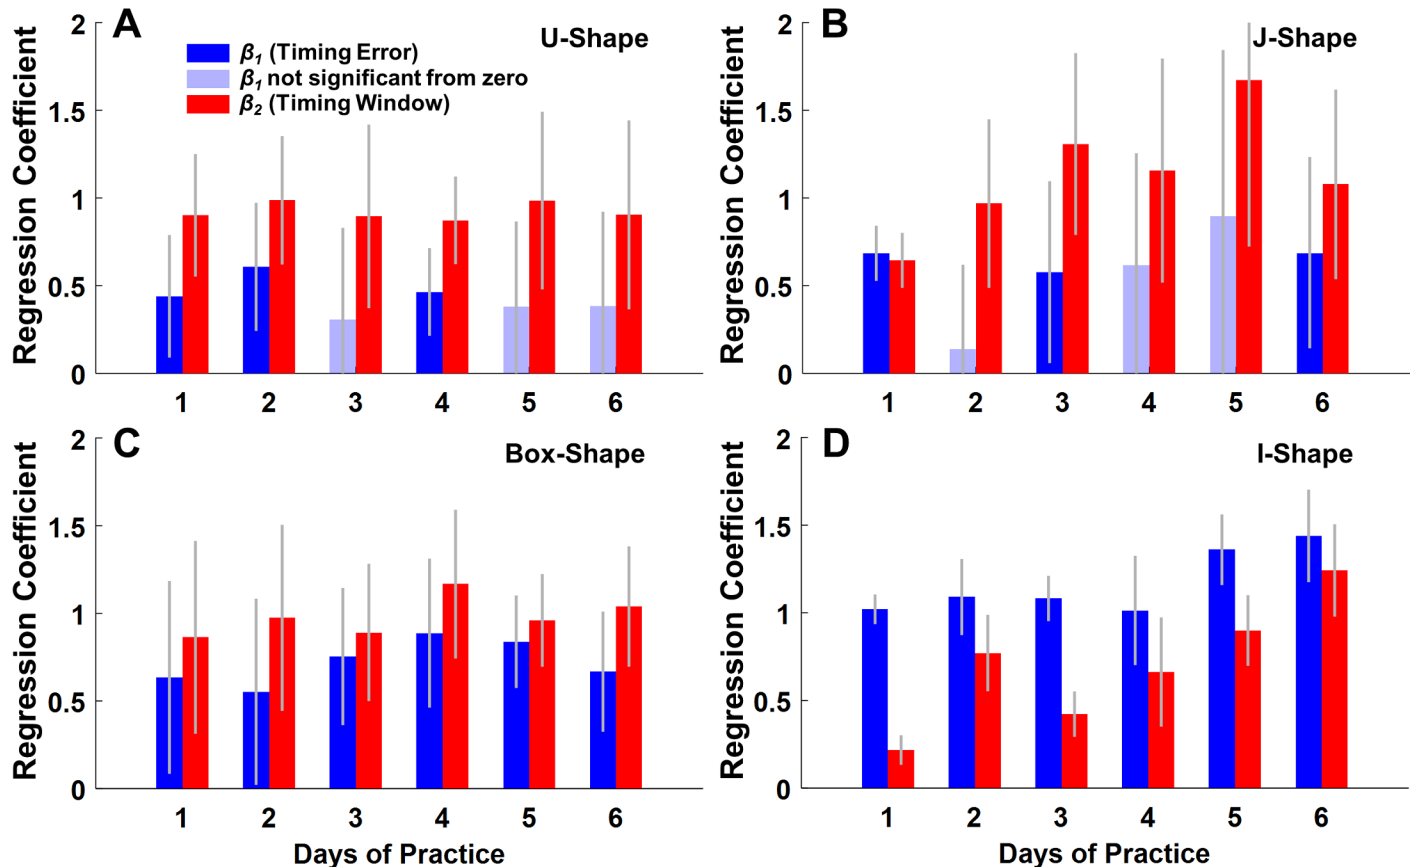 A
U-Shape
β1 (Timing Error)
β1 not significant from zero
β2 (Timing Window)
Regression Coefficient
2
1.5
1
0.5
0
1 2 3 4 5 6
B
J-Shape
Regression Coefficient
2
1.5
1
0.5
0
1 2 3 4 5 6
C
Box-Shape
Regression Coefficient
2
1.5
1
0.5
0
1 2 3 4 5 6
Days of Practice
D
I-Shape
Regression Coefficient
2
1.5
1
0.5
0
1 2 3 4 5 6
Days of Practice